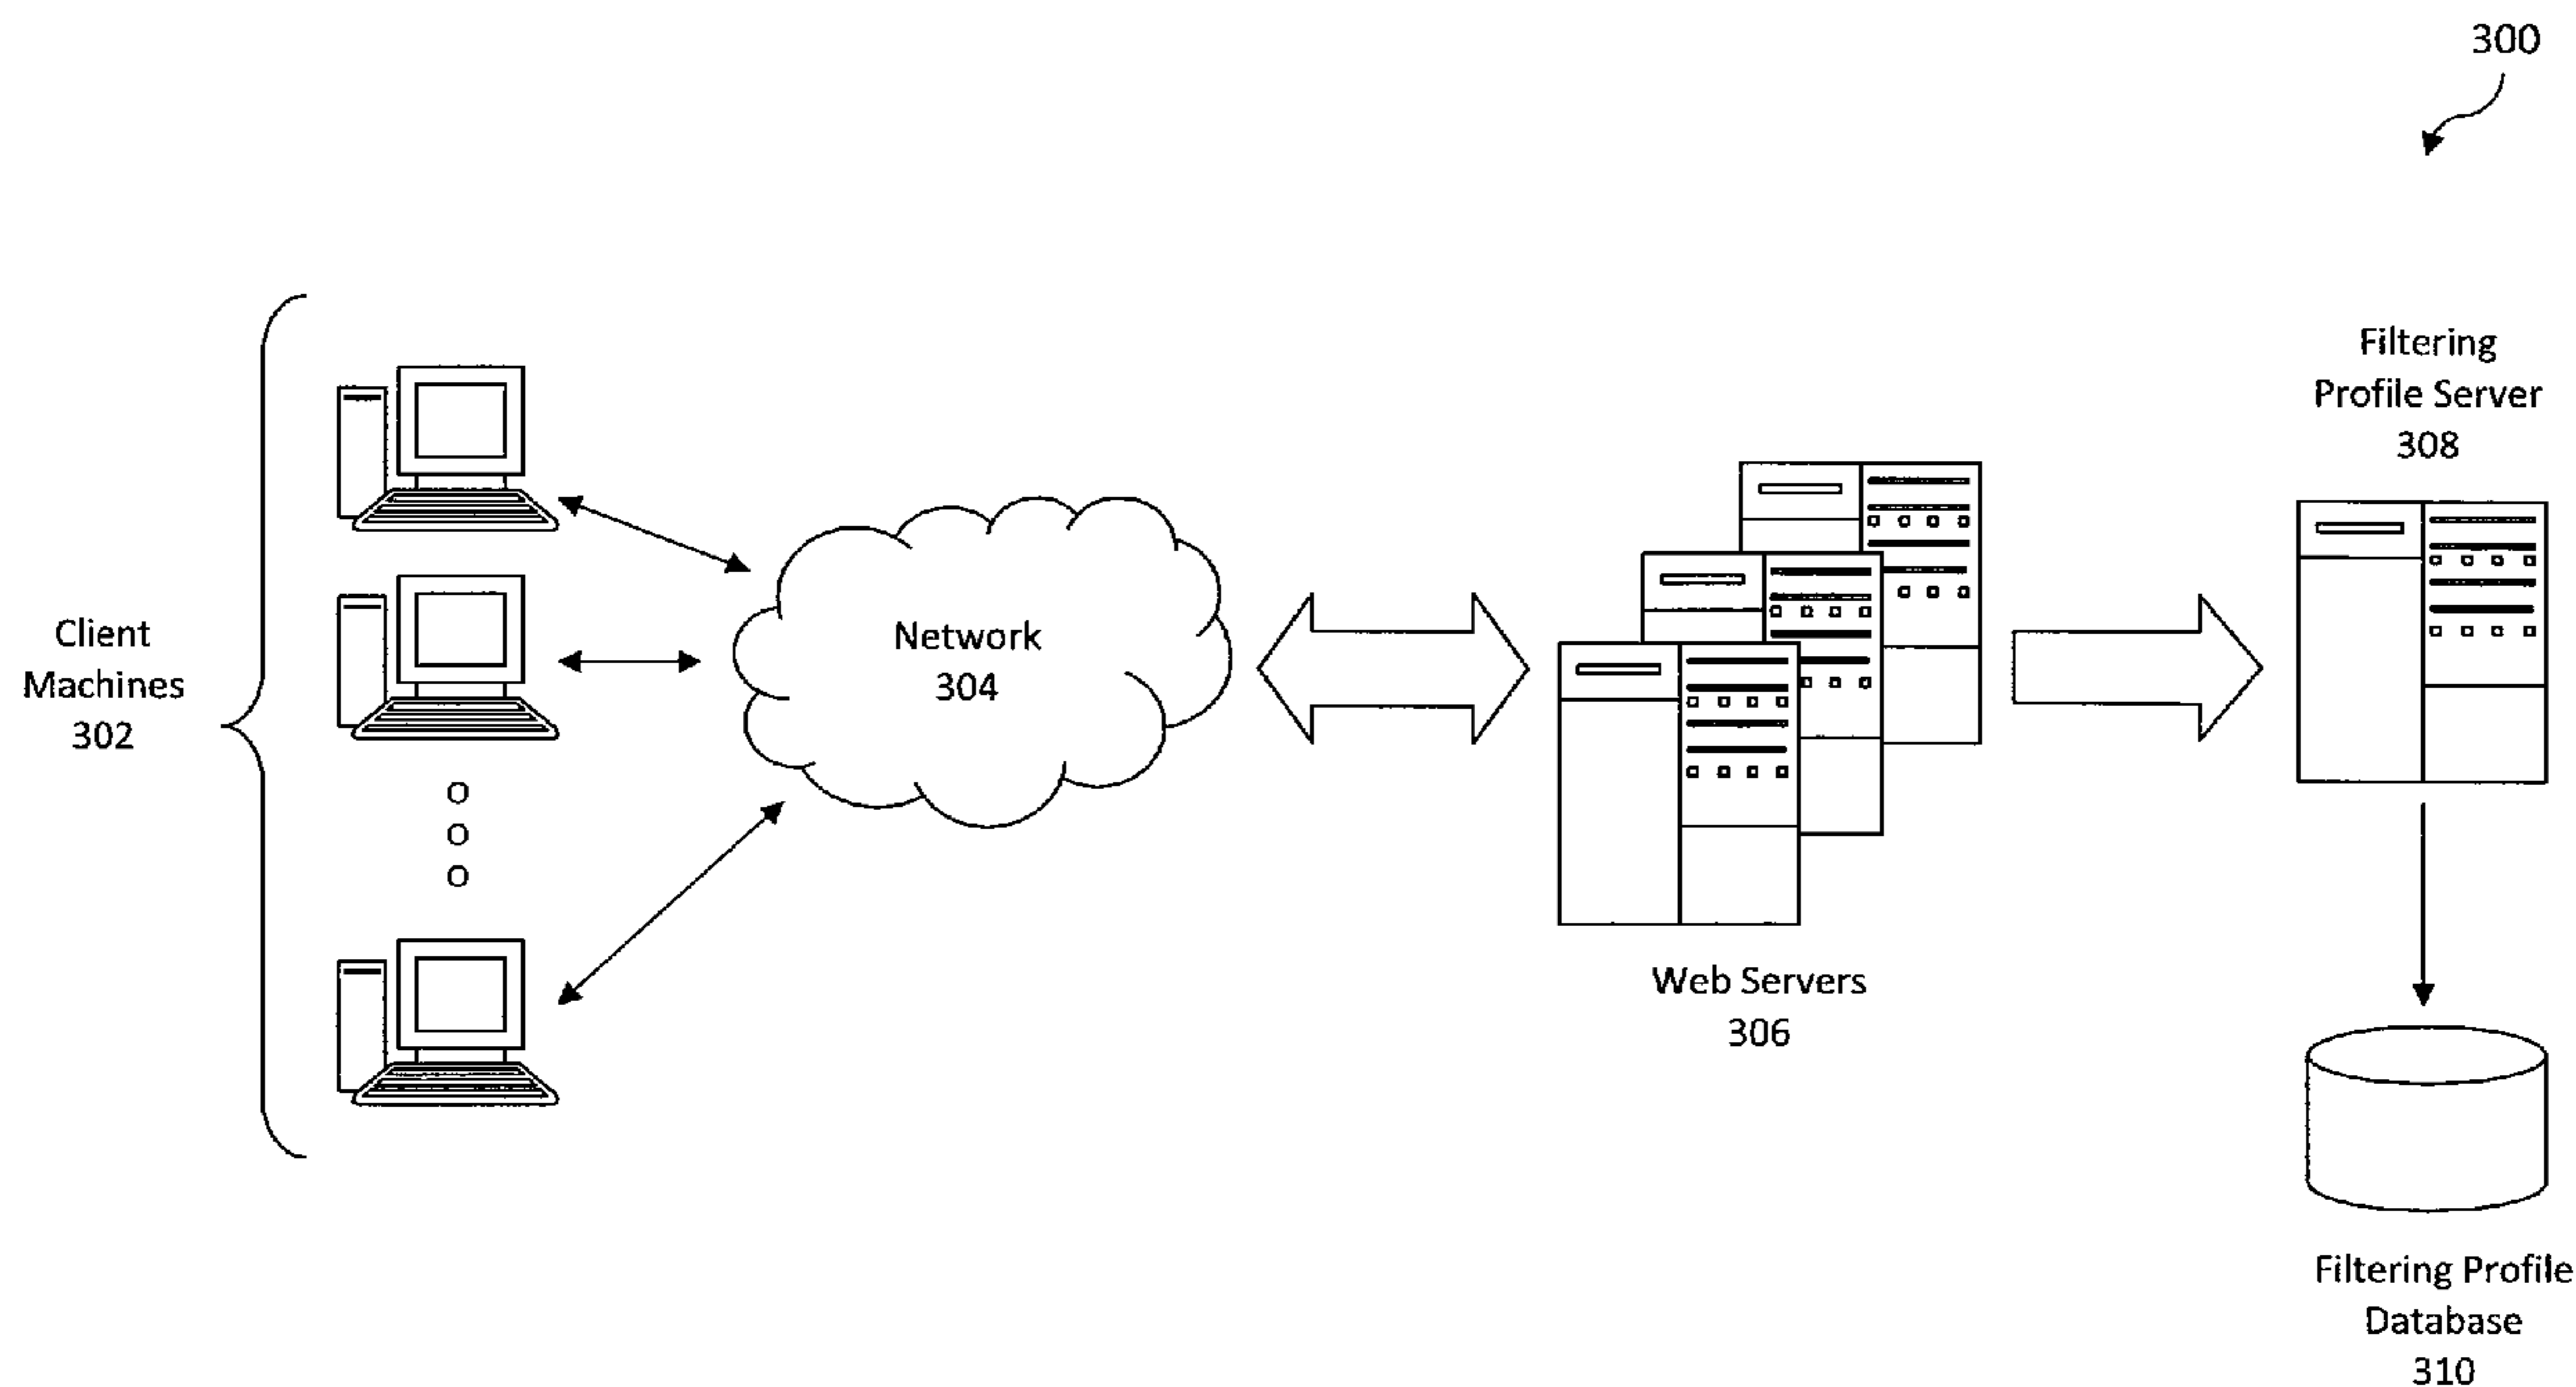 300
Filtering
Profile Server
308
Client
Machines
302
Network
304
Web Servers
306
Filtering Profile
Database
310